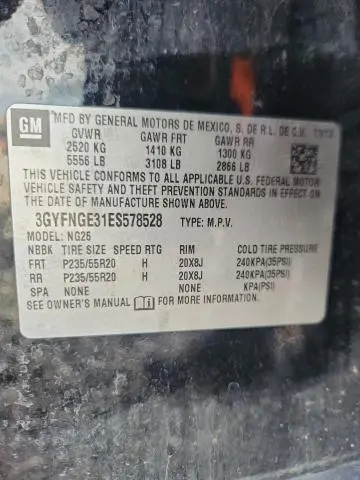 GM
MFD BY GENERAL MOTORS DE MEXICO, S. DE R.L. DE C.V.
GVWR GAWR FRT GAWR RR
2520 KG 1410 KG 1300 KG
5556 LB 3108 LB 2866 LB
THIS VEHICLE CONFORMS TO ALL APPLICABLE U.S. FEDERAL MOTOR
VEHICLE SAFETY STANDARDS IN EFFECT ON
THE DATE OF MANUFACTURE SHOWN ABOVE.
3GYFNGE31ES578528 TYPE: M.P.V.
MODEL: NG26
NBBK TIRE SIZE SPEED RTG RIM COLD TIRE PRESSURE
FRT P235/55R20 H 20X8J 240KPA(35PSI)
RR P235/55R20 H 20X8J 240KPA(35PSI)
SPA NONE NONE KPA(PSI)
SEE OWNER'S MANUAL FOR MORE INFORMATION.